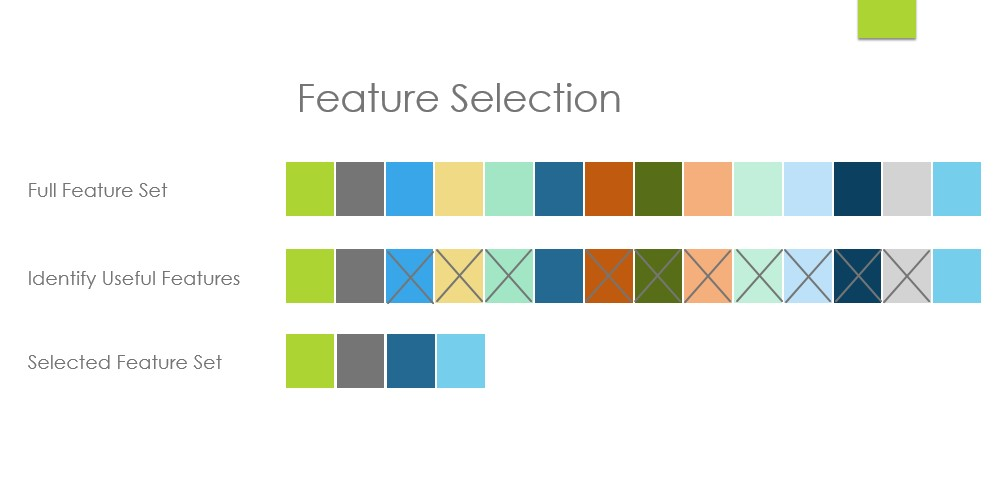 Feature Selection
Full Feature Set
Identify Useful Features
Selected Feature Set